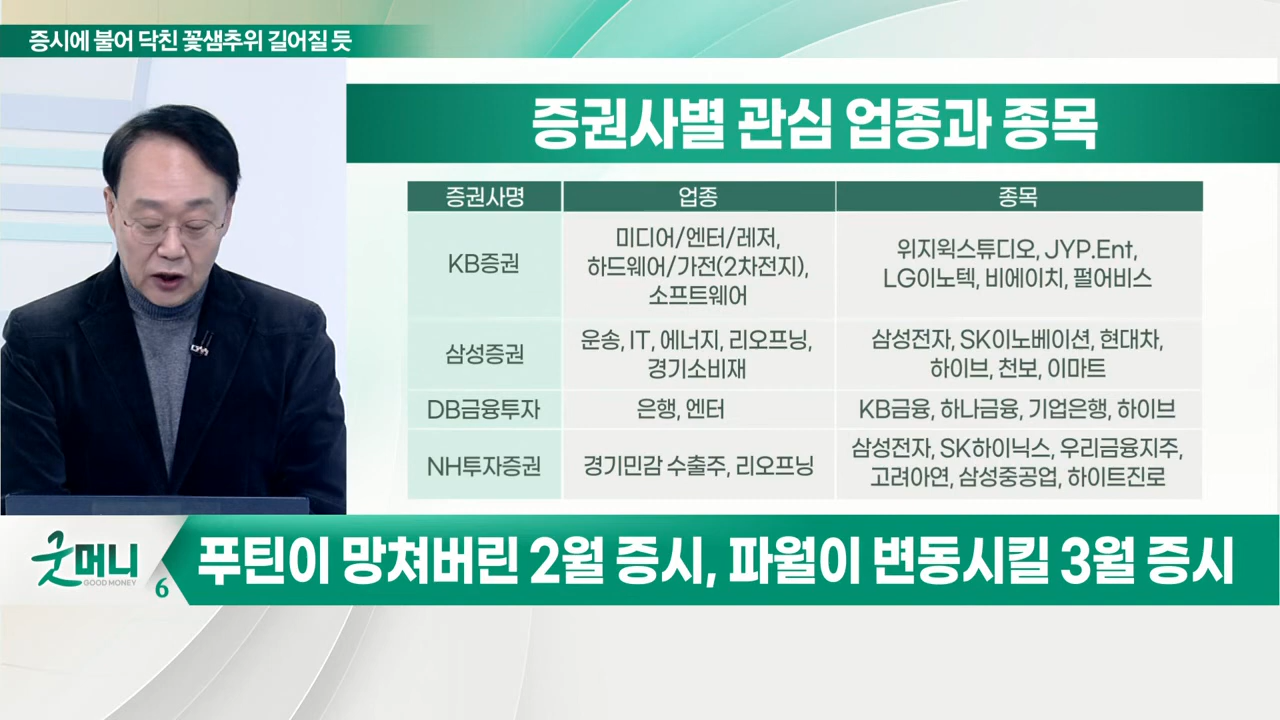 증시에 불어 닥친 꽃샘추위 길어질 듯
증권사별 관심 업종과 종목
증권사명 업종 종목
KB증권
미디어/엔터/레저,
하드웨어/가전(2차전지),
소프트웨어
위지윅스튜디오, JYP.Ent,
LG이노텍, 비에이치, 펄어비스
삼성증권
운송, IT, 에너지, 리오프닝,
경기소비재
삼성전자, SK이노베이션, 현대차,
하이브, 천보, 이마트
DB금융투자 은행, 엔터 KB금융, 하나금융, 기업은행, 하이브
NH투자증권 경기민감 수출주, 리오프닝
삼성전자, SK하이닉스, 우리금융지주,
고려아연, 삼성중공업, 하이트진로
굿머니
GOOD MONEY
6
푸틴이 망쳐버린 2월 증시, 파월이 변동시킬 3월 증시